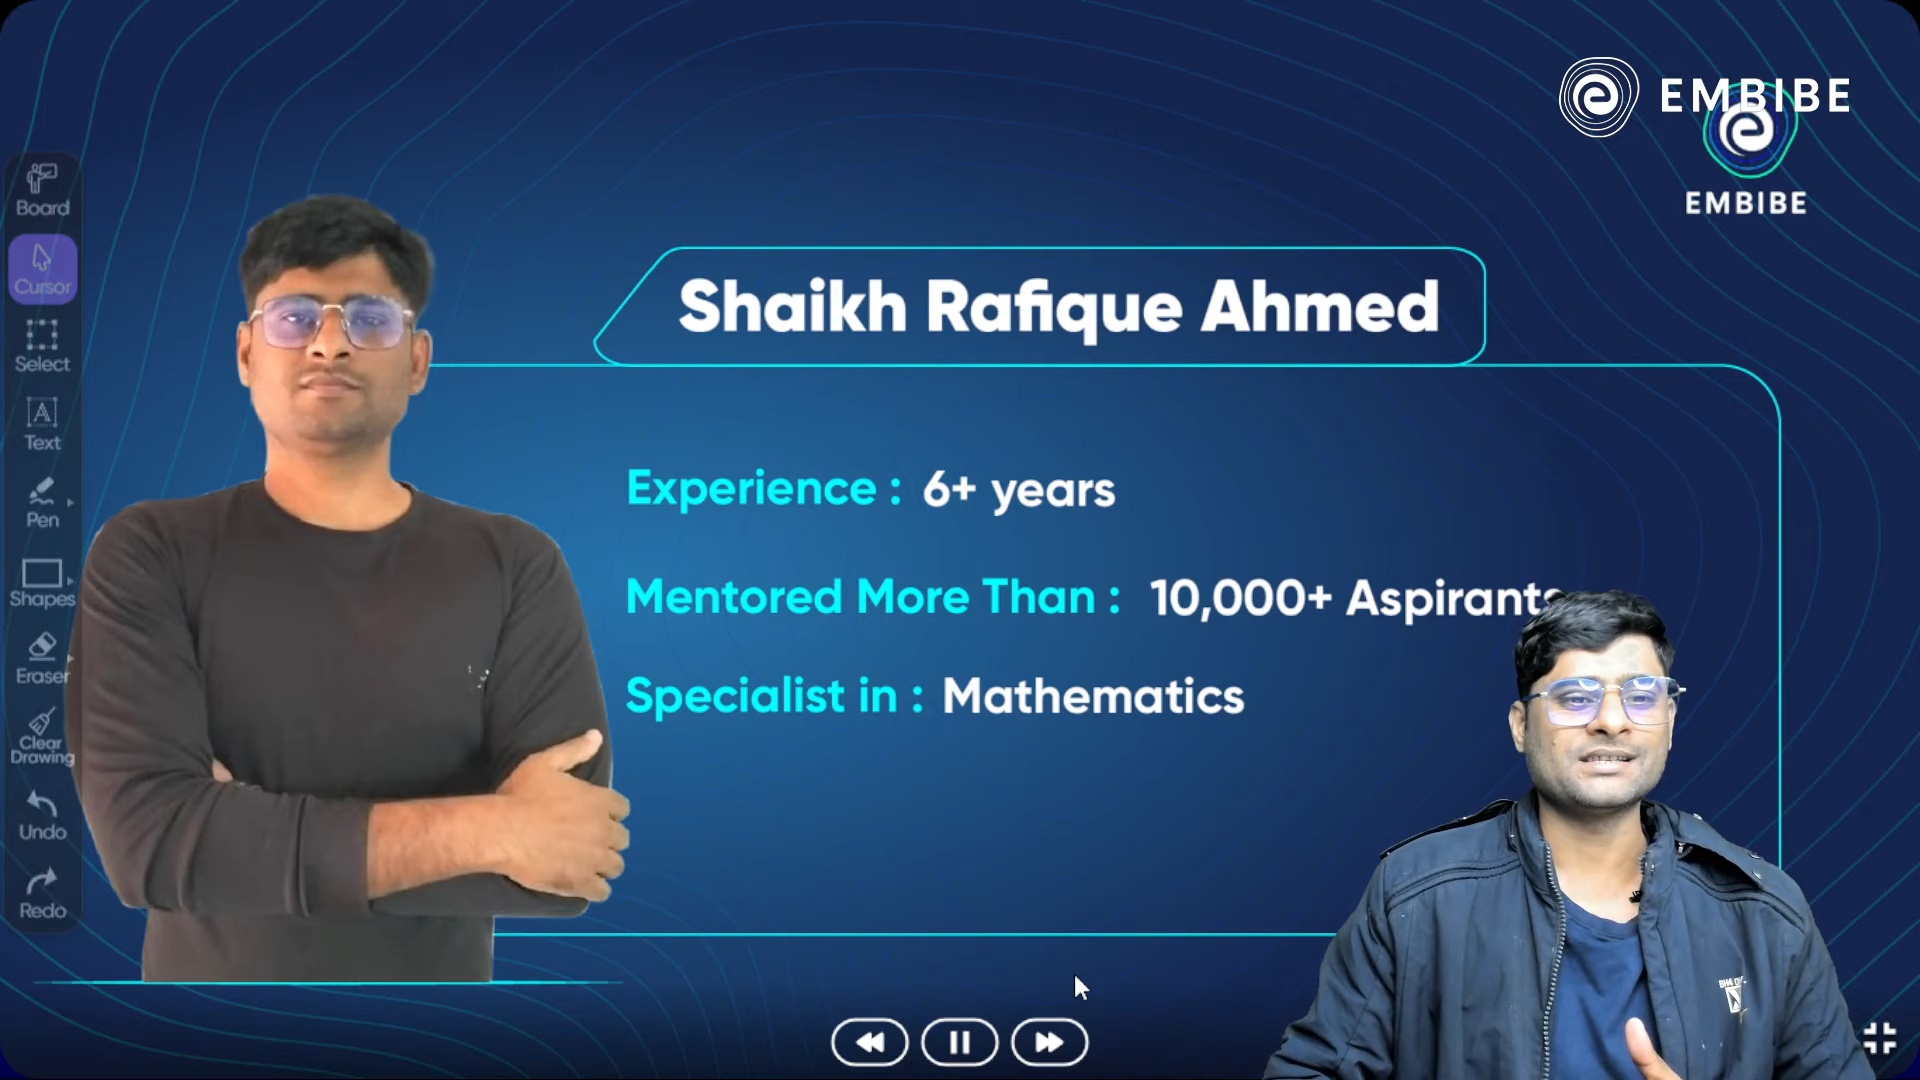 EMBIBE
EMBIBE
Board
Cursor
Select
Text
Pen
Shapes
Eraser
Clear
Drawing
Undo
Redo
Shaikh Rafique Ahmed
Experience : 6+ years
Mentored More Than : 10,000+ Aspirants
Specialist in : Mathematics